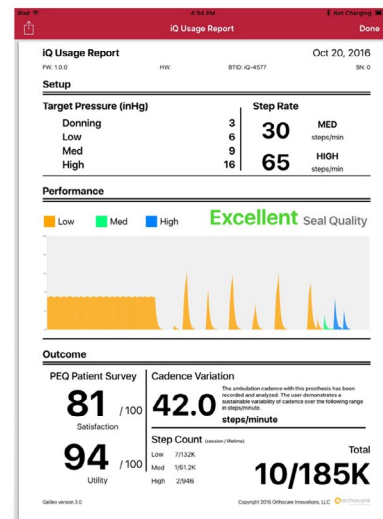 iPad 4:54 PM Not Charging
iQ Usage Report Done
iQ Usage Report Oct 20, 2016
FW: 1.0.0 HW: BTID: iQ-4577 SN: 0
Setup
Target Pressure (inHg) Step Rate
Donning 3
Low 6
Med 9
High 16
30 MED
steps/min
65 HIGH
steps/min
Performance
Low Med High Excellent Seal Quality
Outcome
PEQ Patient Survey
81 / 100
Satisfaction
94 / 100
Utility
Cadence Variation
42.0
The ambulation cadence with this prosthesis has been
recorded and analyzed. The user demonstrates a
sustainable variability of cadence over the following range
in steps/minute.
steps/minute
Step Count (session / lifetime)
Low 7/132K
Med 1/51.2K
High 2/946
Total
10/185K
Galileo version 3.0 Copyright 2016 Orthocare Innovations, LLC orthocare